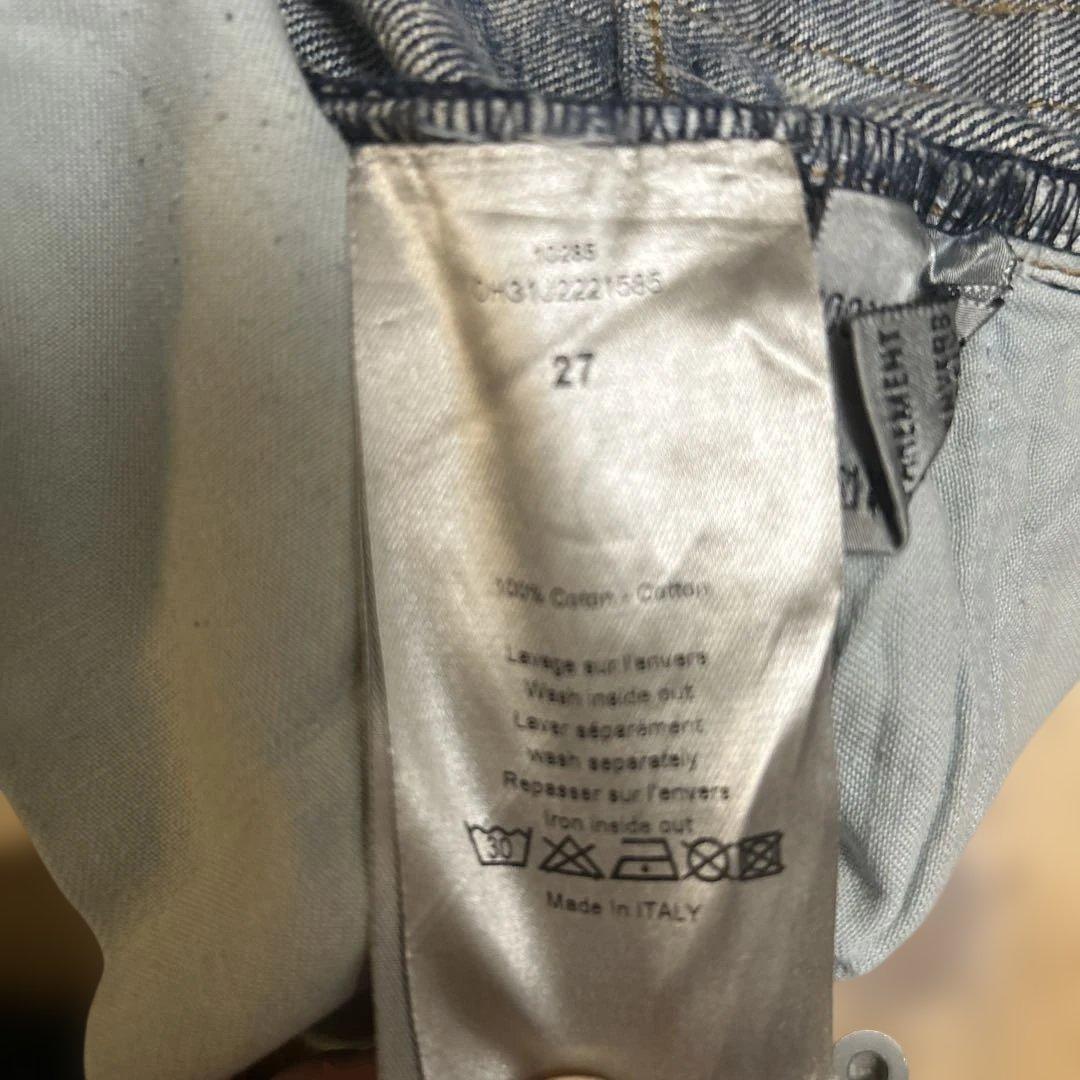 10285
27
100% Coton - Cotton
Lavage sur l'envers
Wash inside out
Laver séparément
wash separately
Repasser sur l'envers
Iron inside out
30
Made in ITALY